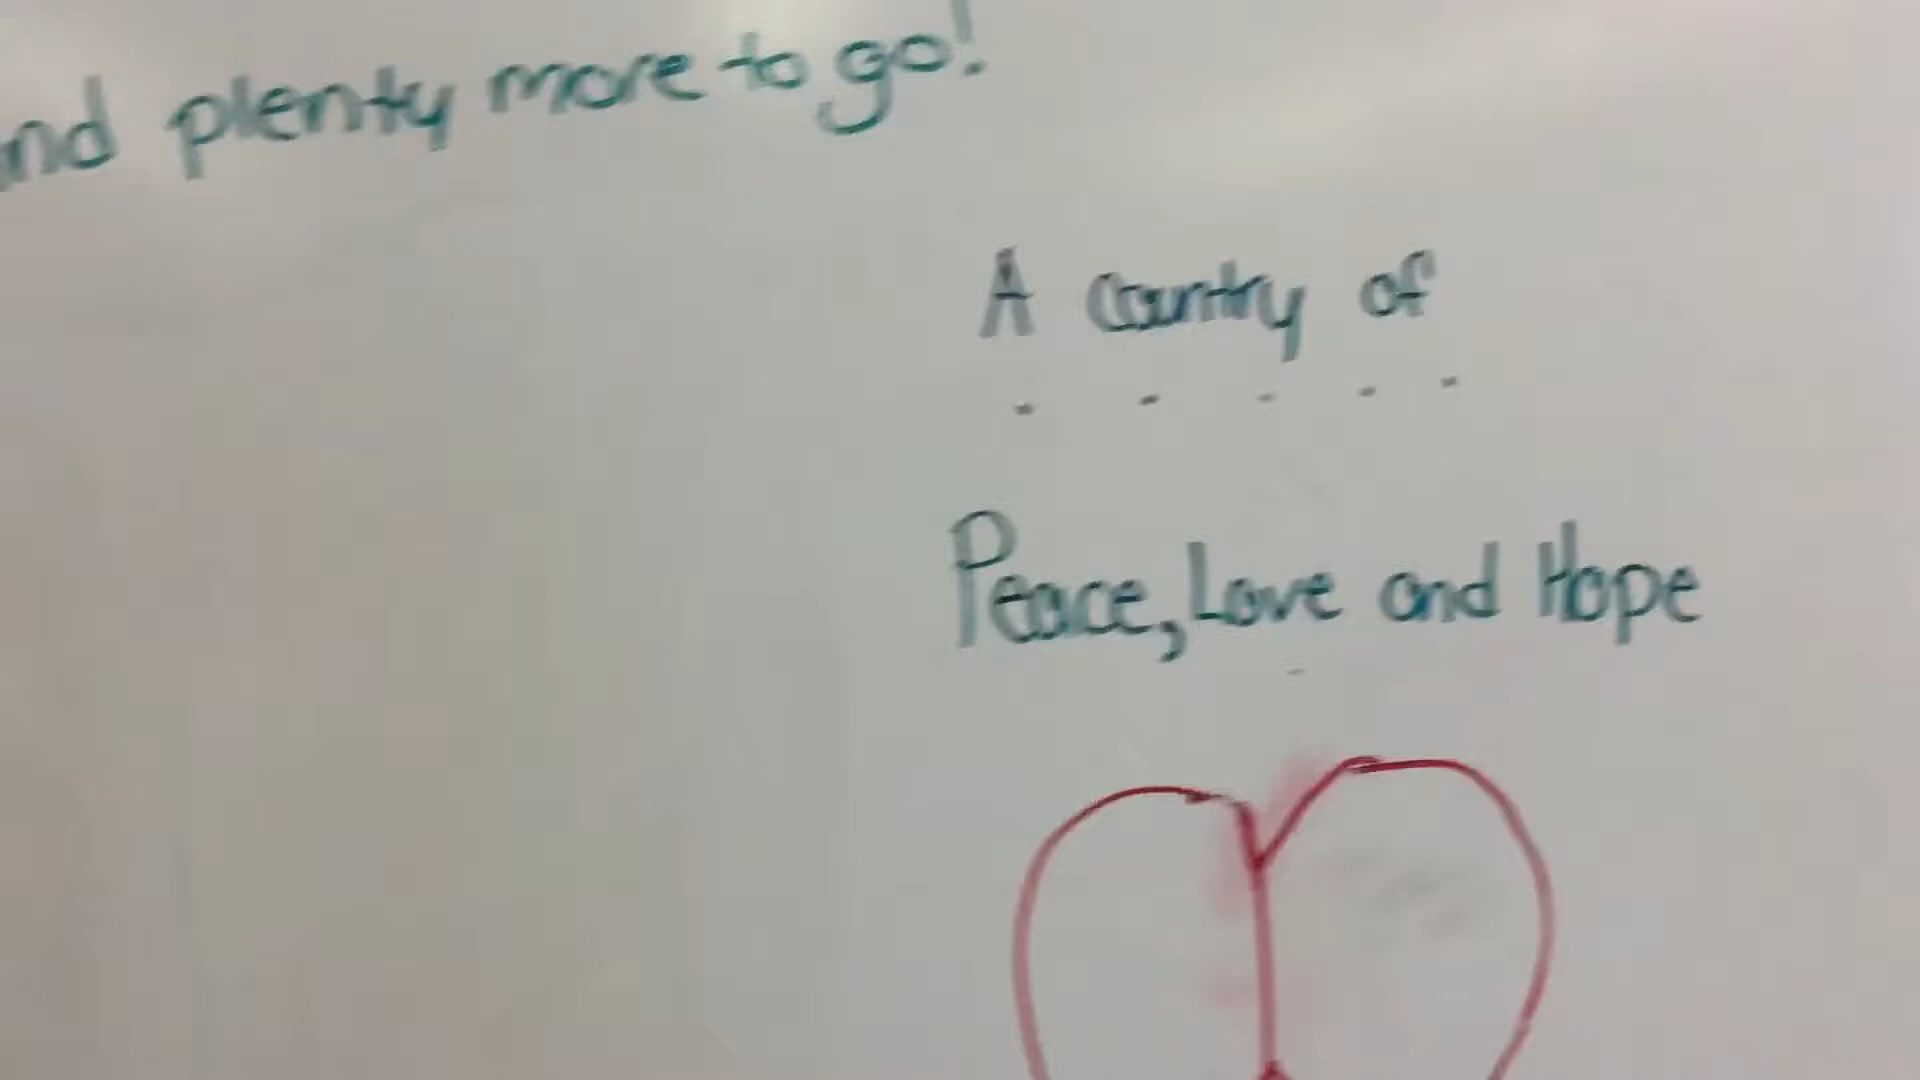 nd plenty more to go!
A Country of
- - - - -
Peace, Love and Hope